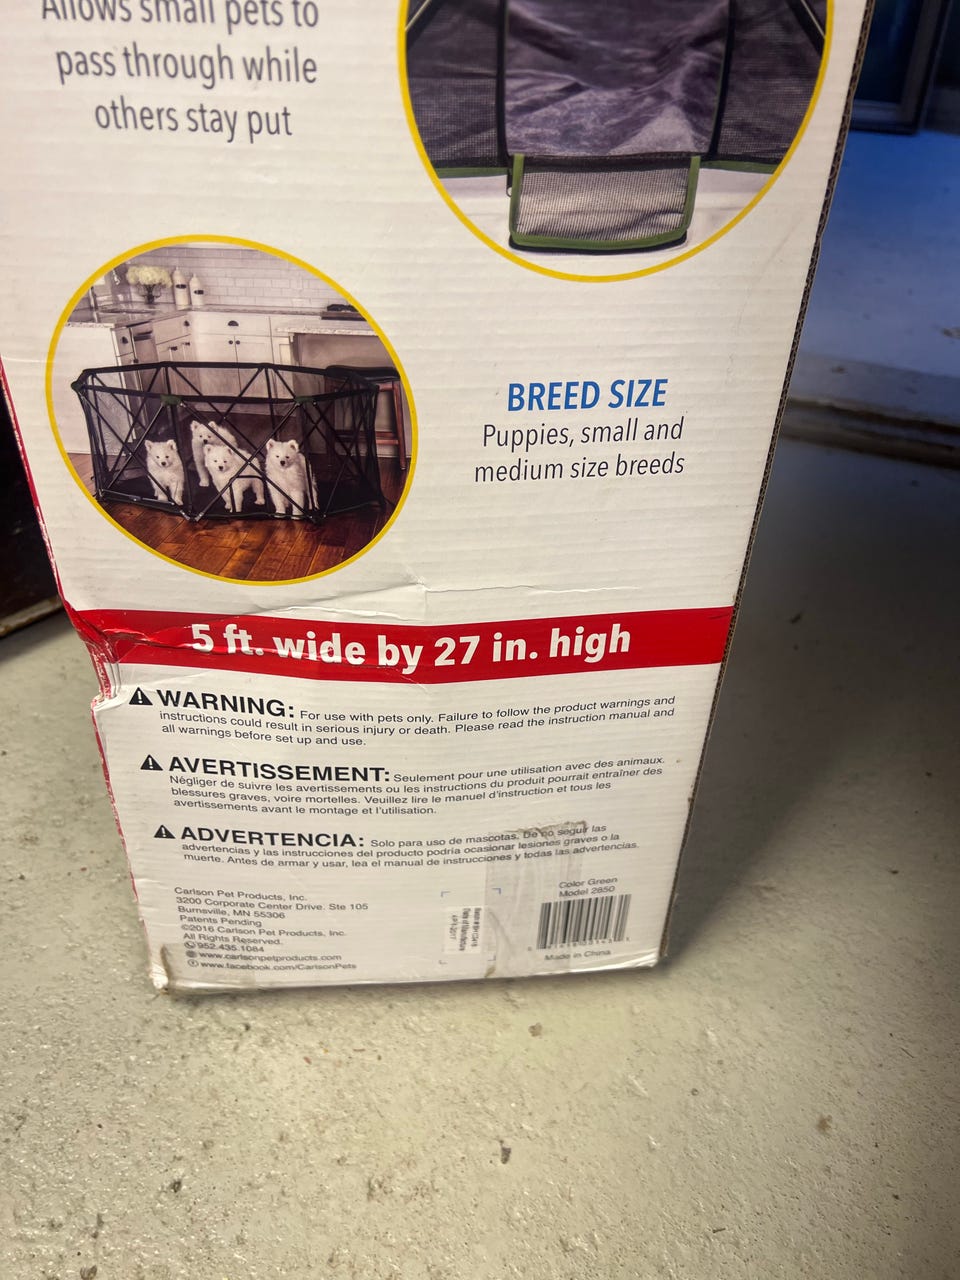 Allows small pets to
pass through while
others stay put
BREED SIZE
Puppies, small and
medium size breeds
5 ft. wide by 27 in. high
WARNING: For use with pets only. Failure to follow the product warnings and
instructions could result in serious injury or death. Please read the instruction manual and
all warnings before set up and use.
AVERTISSEMENT: Seulement pour une utilisation avec des animaux.
Négliger de suivre les avertissements ou les instructions du produit pourrait entraîner des
blessures graves, voire mortelles. Veuillez lire le manuel d'instruction et tous les
avertissements avant le montage et l'utilisation.
ADVERTENCIA: Solo para uso de mascotas. De no seguir las
advertencias y las instrucciones del producto podría ocasionar lesiones graves o la
muerte. Antes de armar y usar, lea el manual de instrucciones y todas las advertencias.
Carlson Pet Products, Inc.
3200 Corporate Center Drive. Ste 105
Burnsville, MN 55306
Patents Pending
©2016 Carlson Pet Products, Inc.
All Rights Reserved.
952.435.1084
www.carlsonpetproducts.com
www.facebook.com/CarlsonPets
Color Green
Model 2850
Made in China